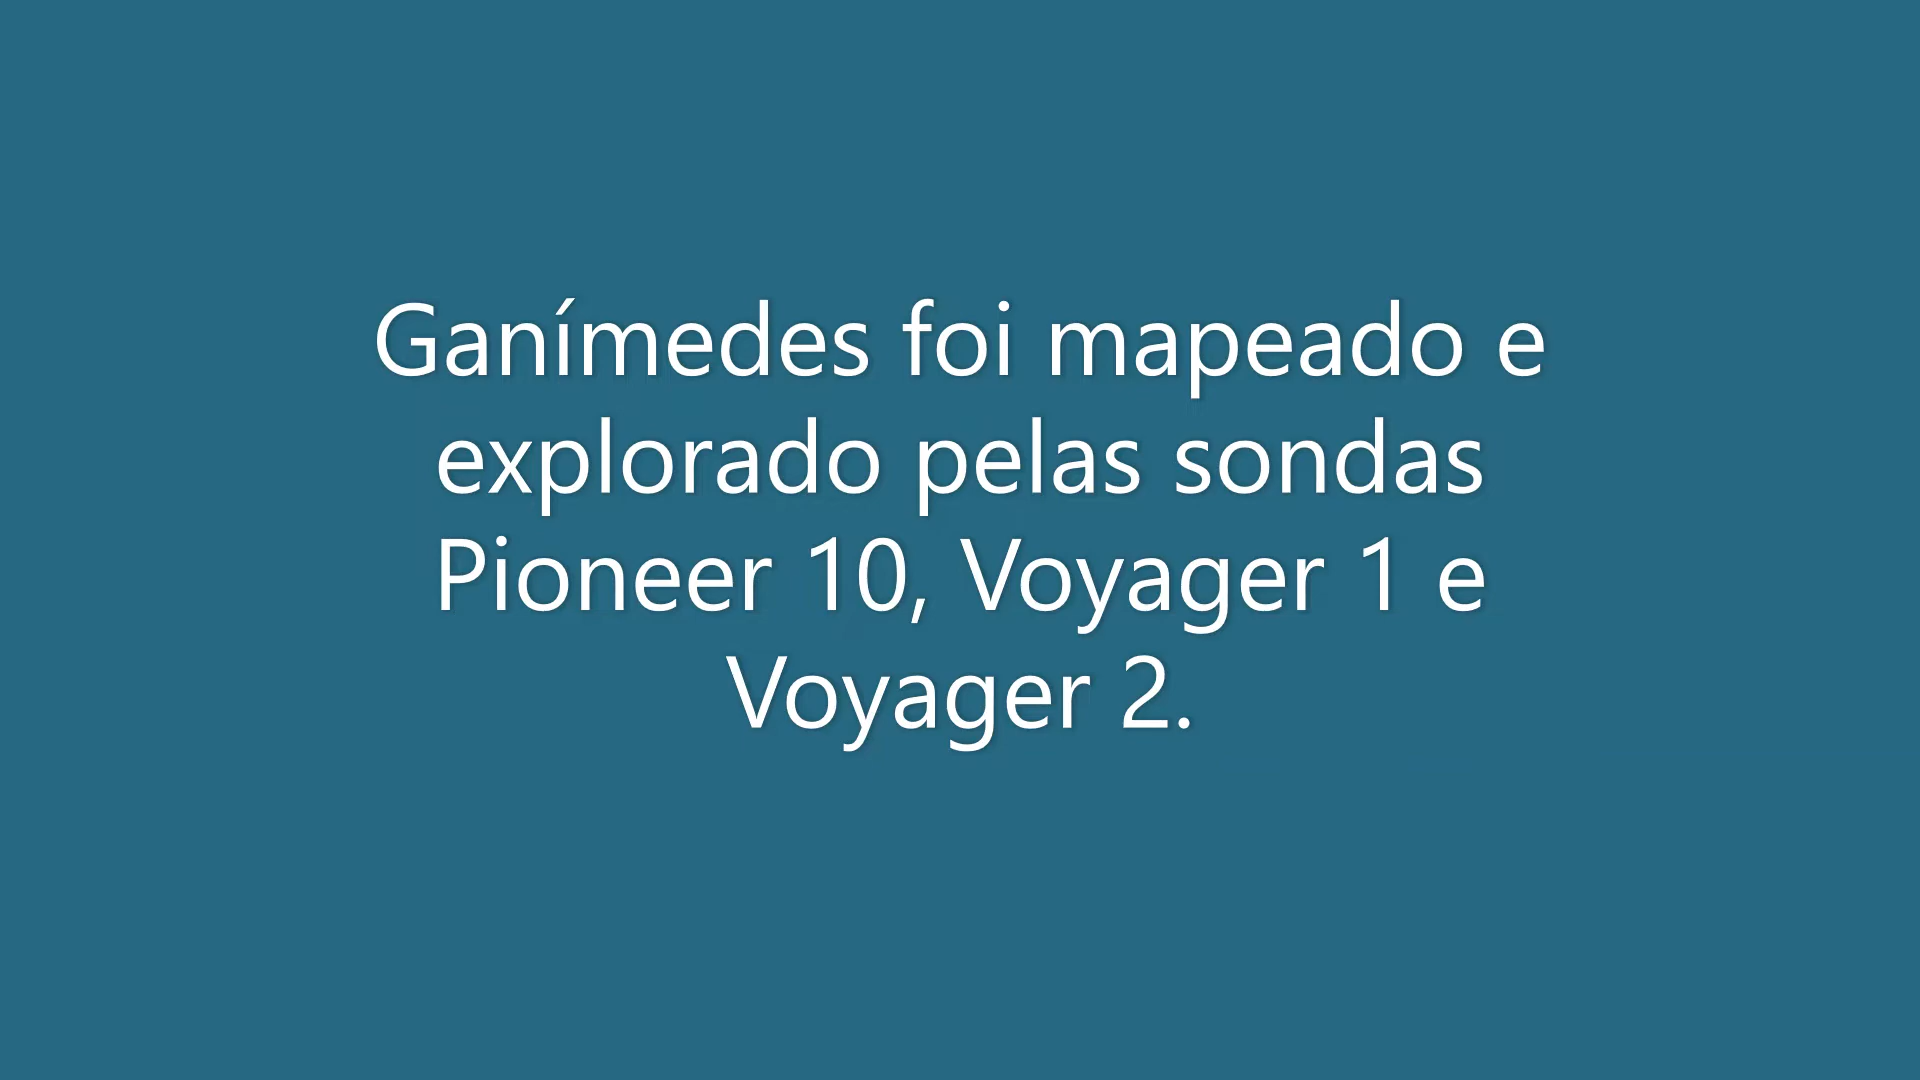 Ganímedes foi mapeado e
explorado pelas sondas
Pioneer 10, Voyager 1 e
Voyager 2.